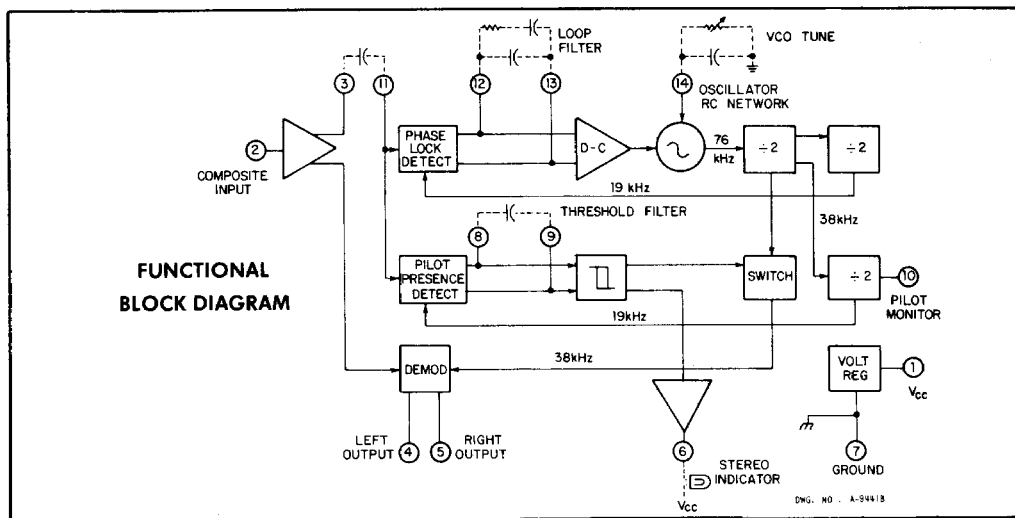 LOOP
FILTER
VCO TUNE
3
11
12
13
14
OSCILLATOR
RC NETWORK
2
COMPOSITE
INPUT
PHASE
LOCK
DETECT
D-C
76
kHz
÷2
÷2
19 kHz
38kHz
THRESHOLD FILTER
8
9
FUNCTIONAL
BLOCK DIAGRAM
PILOT
PRESENCE
DETECT
SWITCH
÷2
10
PILOT
MONITOR
19kHz
38kHz
DEMOD
VOLT
REG
1
Vcc
LEFT
OUTPUT
4
5
RIGHT
OUTPUT
6
STEREO
INDICATOR
Vcc
7
GROUND
DWG. NO. A-9441B